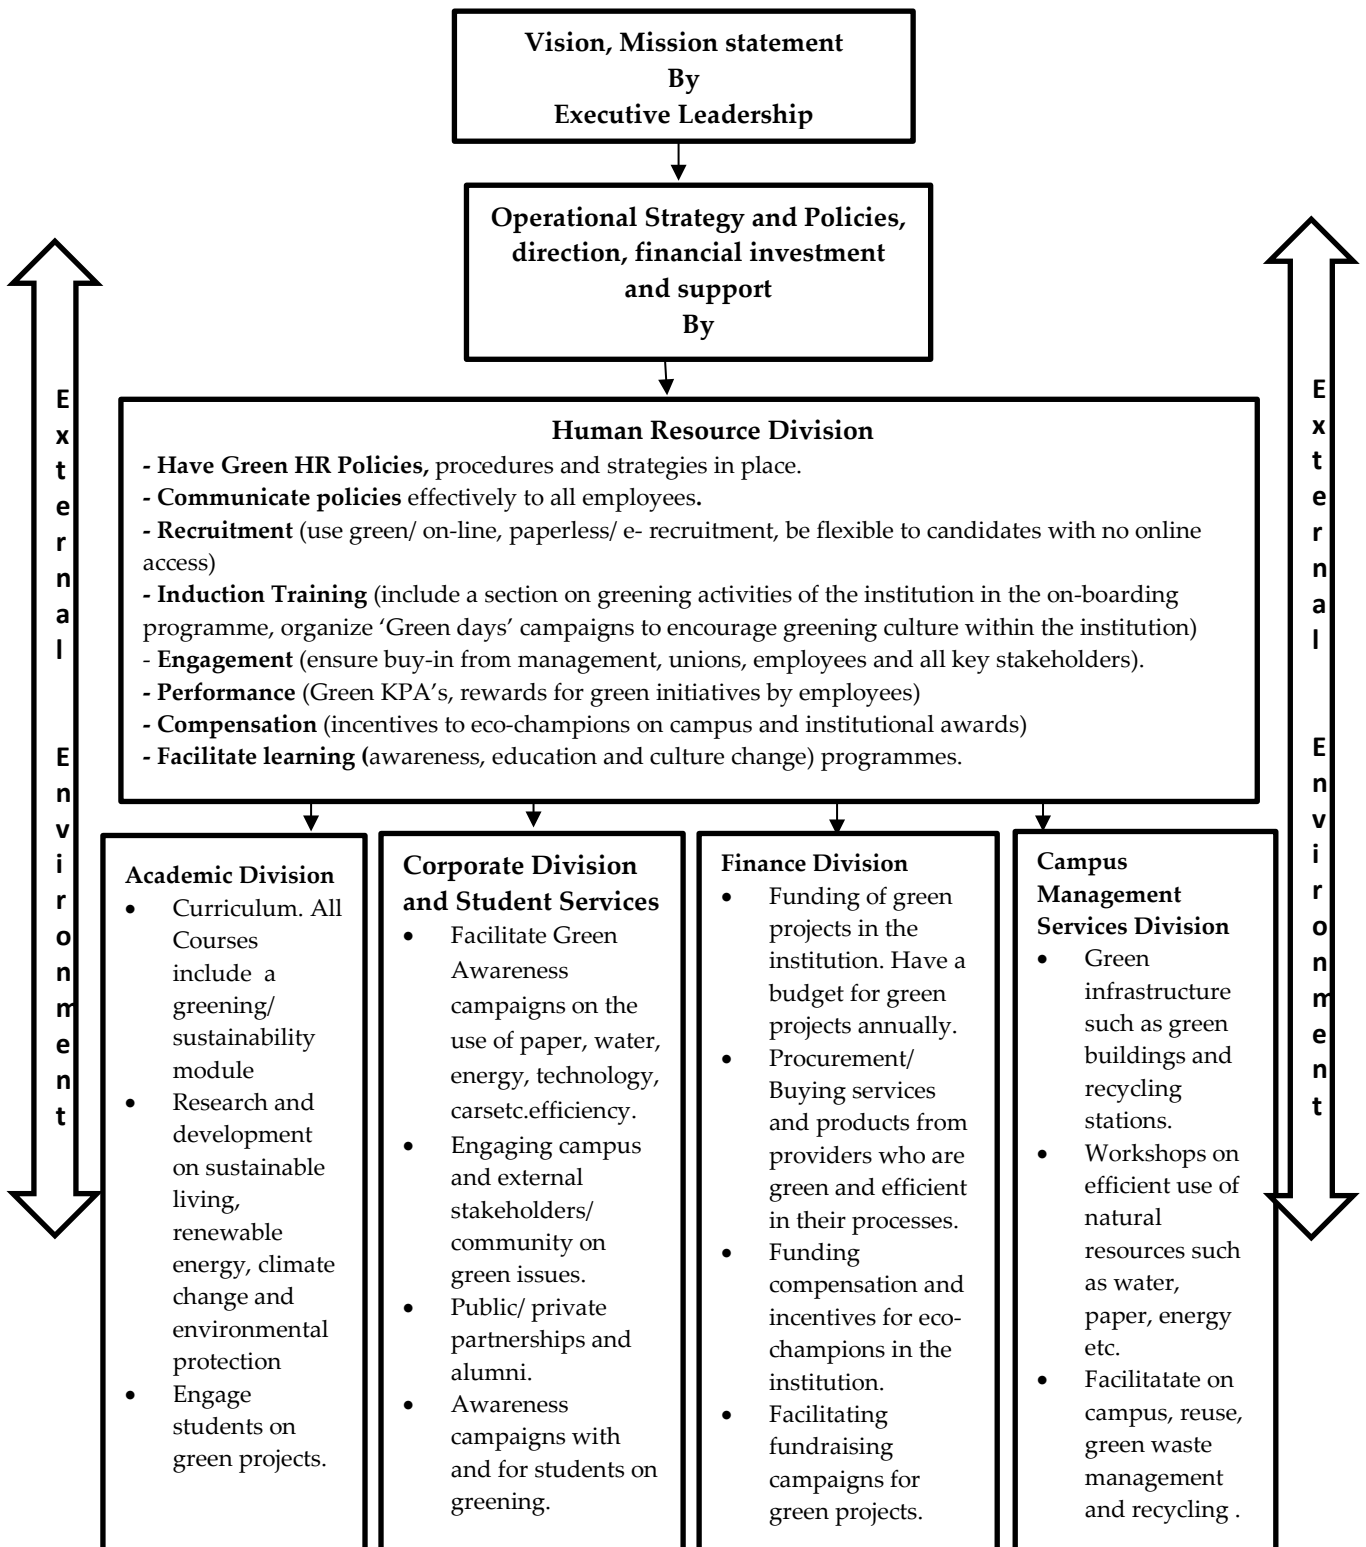 Vision, Mission statement
By
Executive Leadership
Operational Strategy and Policies,
direction, financial investment
and support
By
External Environment
Human Resource Division
- Have Green HR Policies, procedures and strategies in place.
- Communicate policies effectively to all employees.
- Recruitment (use green/ on-line, paperless/ e- recruitment, be flexible to candidates with no online
access)
- Induction Training (include a section on greening activities of the institution in the on-boarding
programme, organize ‘Green days’ campaigns to encourage greening culture within the institution)
- Engagement (ensure buy-in from management, unions, employees and all key stakeholders).
- Performance (Green KPA’s, rewards for green initiatives by employees)
- Compensation (incentives to eco-champions on campus and institutional awards)
- Facilitate learning (awareness, education and culture change) programmes.
External Environment
Academic Division
• Curriculum. All
Courses
include a
greening/
sustainability
module
• Research and
development
on sustainable
living,
renewable
energy, climate
change and
environmental
protection
• Engage
students on
green projects.
Corporate Division
and Student Services
• Facilitate Green
Awareness
campaigns on the
use of paper, water,
energy, technology,
carsetc.efficiency.
• Engaging campus
and external
stakeholders/
community on
green issues.
• Public/ private
partnerships and
alumni.
• Awareness
campaigns with
and for students on
greening.
Finance Division
• Funding of green
projects in the
institution. Have a
budget for green
projects annually.
• Procurement/
Buying services
and products from
providers who are
green and efficient
in their processes.
• Funding
compensation and
incentives for eco-
champions in the
institution.
• Facilitating
fundraising
campaigns for
green projects.
Campus
Management
Services Division
• Green
infrastructure
such as green
buildings and
recycling
stations.
• Workshops on
efficient use of
natural
resources such
as water,
paper, energy
etc.
• Facilitatate on
campus, reuse,
green waste
management
and recycling .